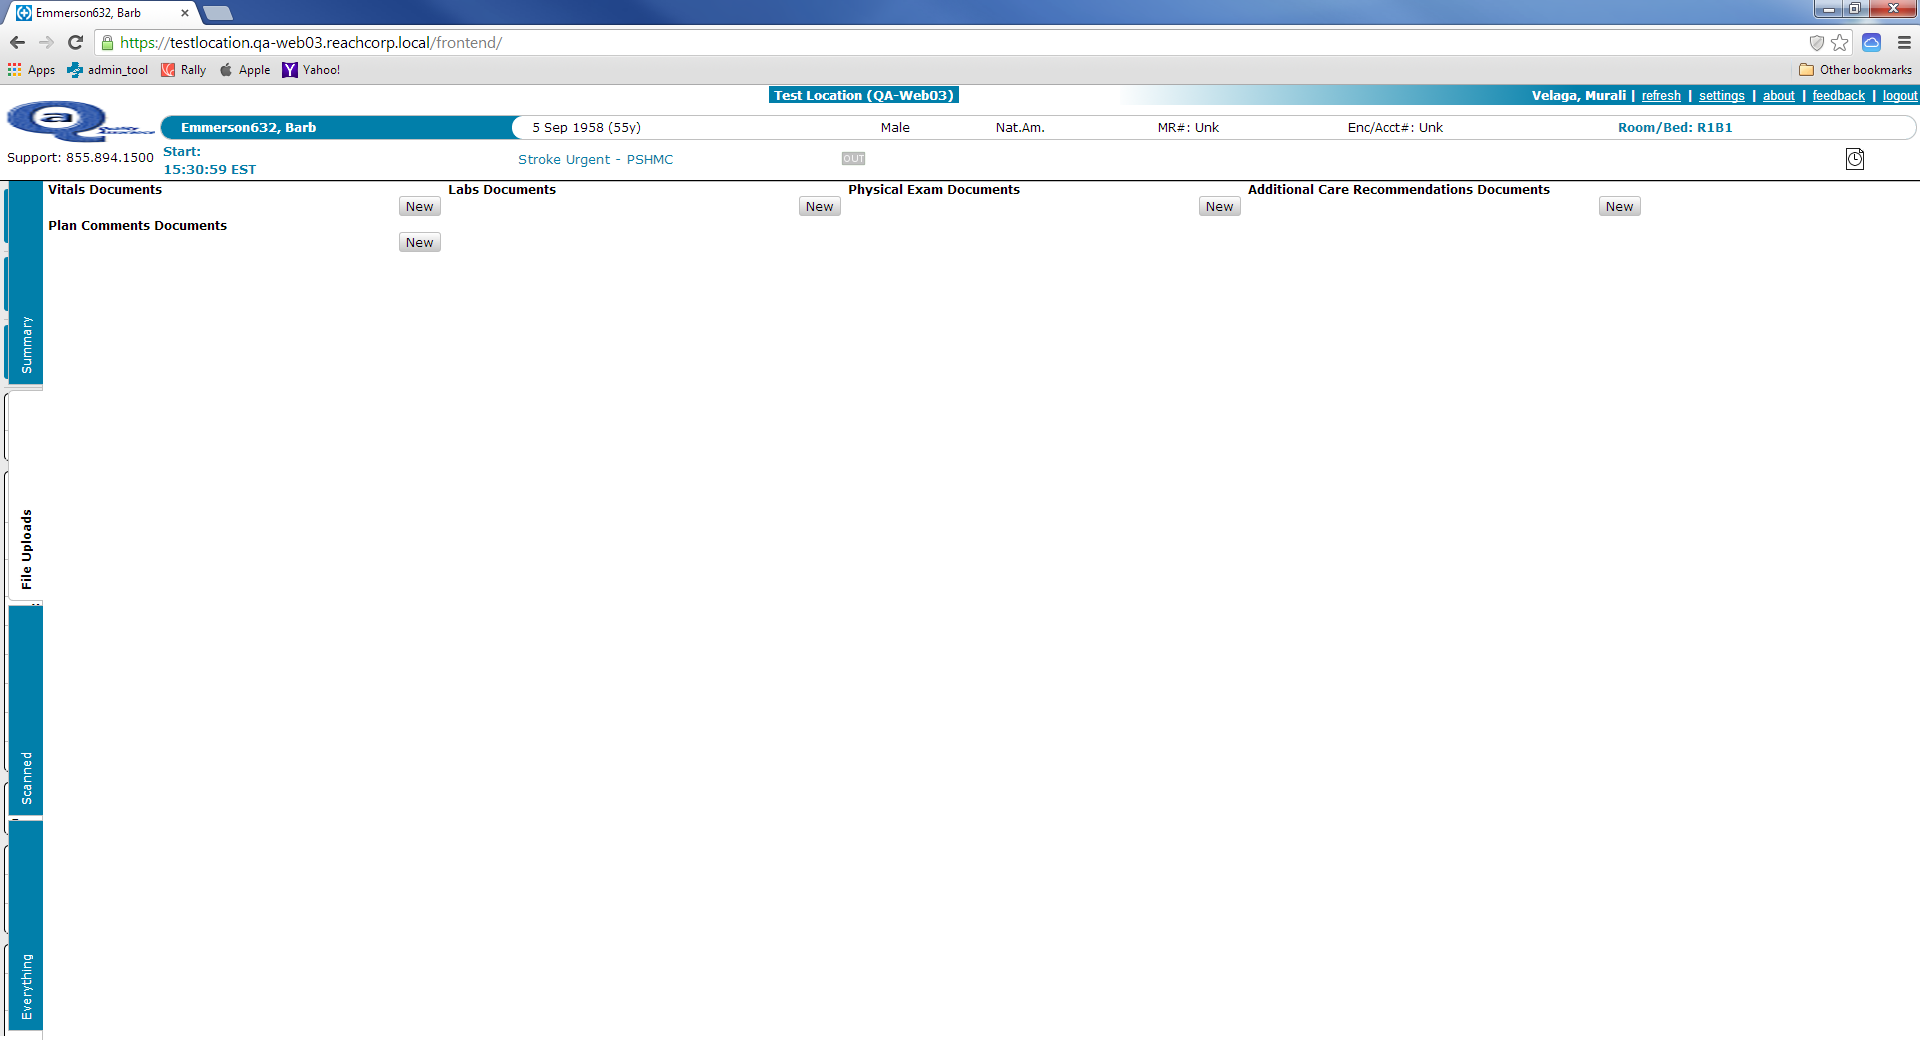 Emmerson632, Barb
https://testlocation.qa-web03.reachcorp.local/frontend/
Apps admin_tool Rally Apple Yahoo! Other bookmarks
Test Location (QA-Web03) Velaga, Murali | refresh | settings | about | feedback | logout
Qa Quality Assurance
Emmerson632, Barb 5 Sep 1958 (55y) Male Nat.Am. MR#: Unk Enc/Acct#: Unk Room/Bed: R1B1
Support: 855.894.1500
Start:
15:30:59 EST
Stroke Urgent - PSHMC OUT
Vitals Documents Labs Documents Physical Exam Documents Additional Care Recommendations Documents
New New New New
Plan Comments Documents
New
Summary
File Uploads
Scanned
Everything